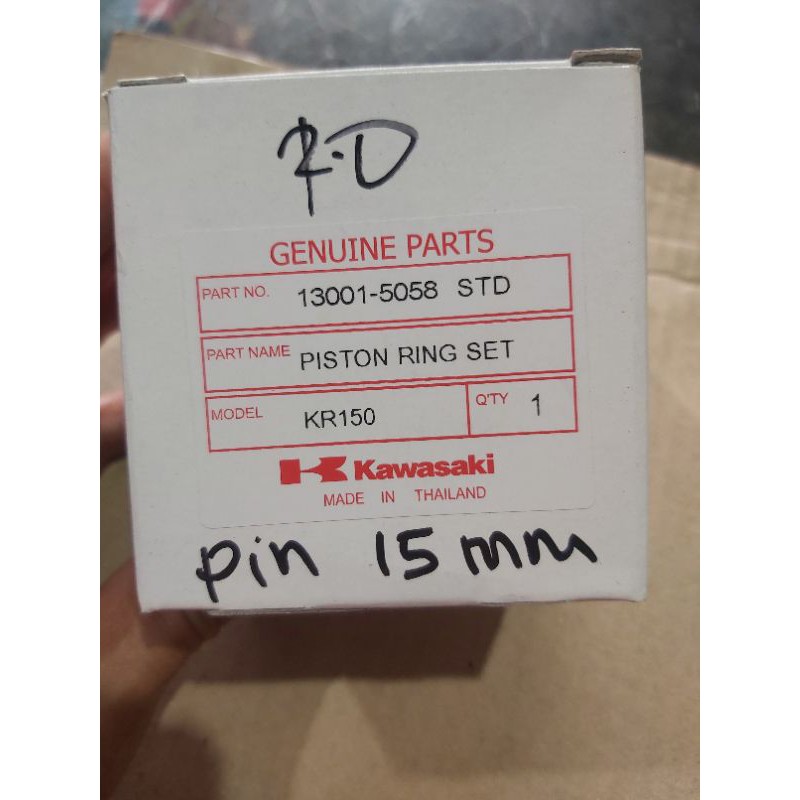 GENUINE PARTS
PART NO. 13001-5058 STD
PART NAME PISTON RING SET
MODEL KR150 Q'TY 1
Kawasaki
MADE IN THAILAND
pin 15 mm